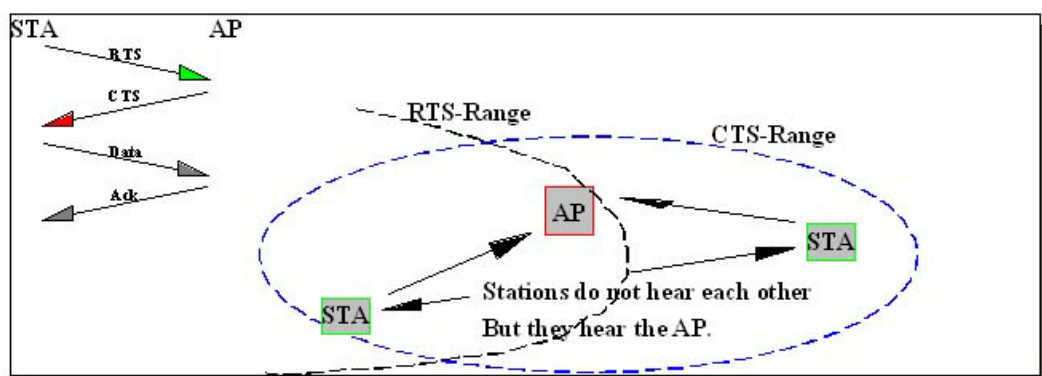 STA
AP
RTS
CTS
Data
Ack
RTS-Range
CTS-Range
AP
STA
STA
Stations do not hear each other
But they hear the AP.